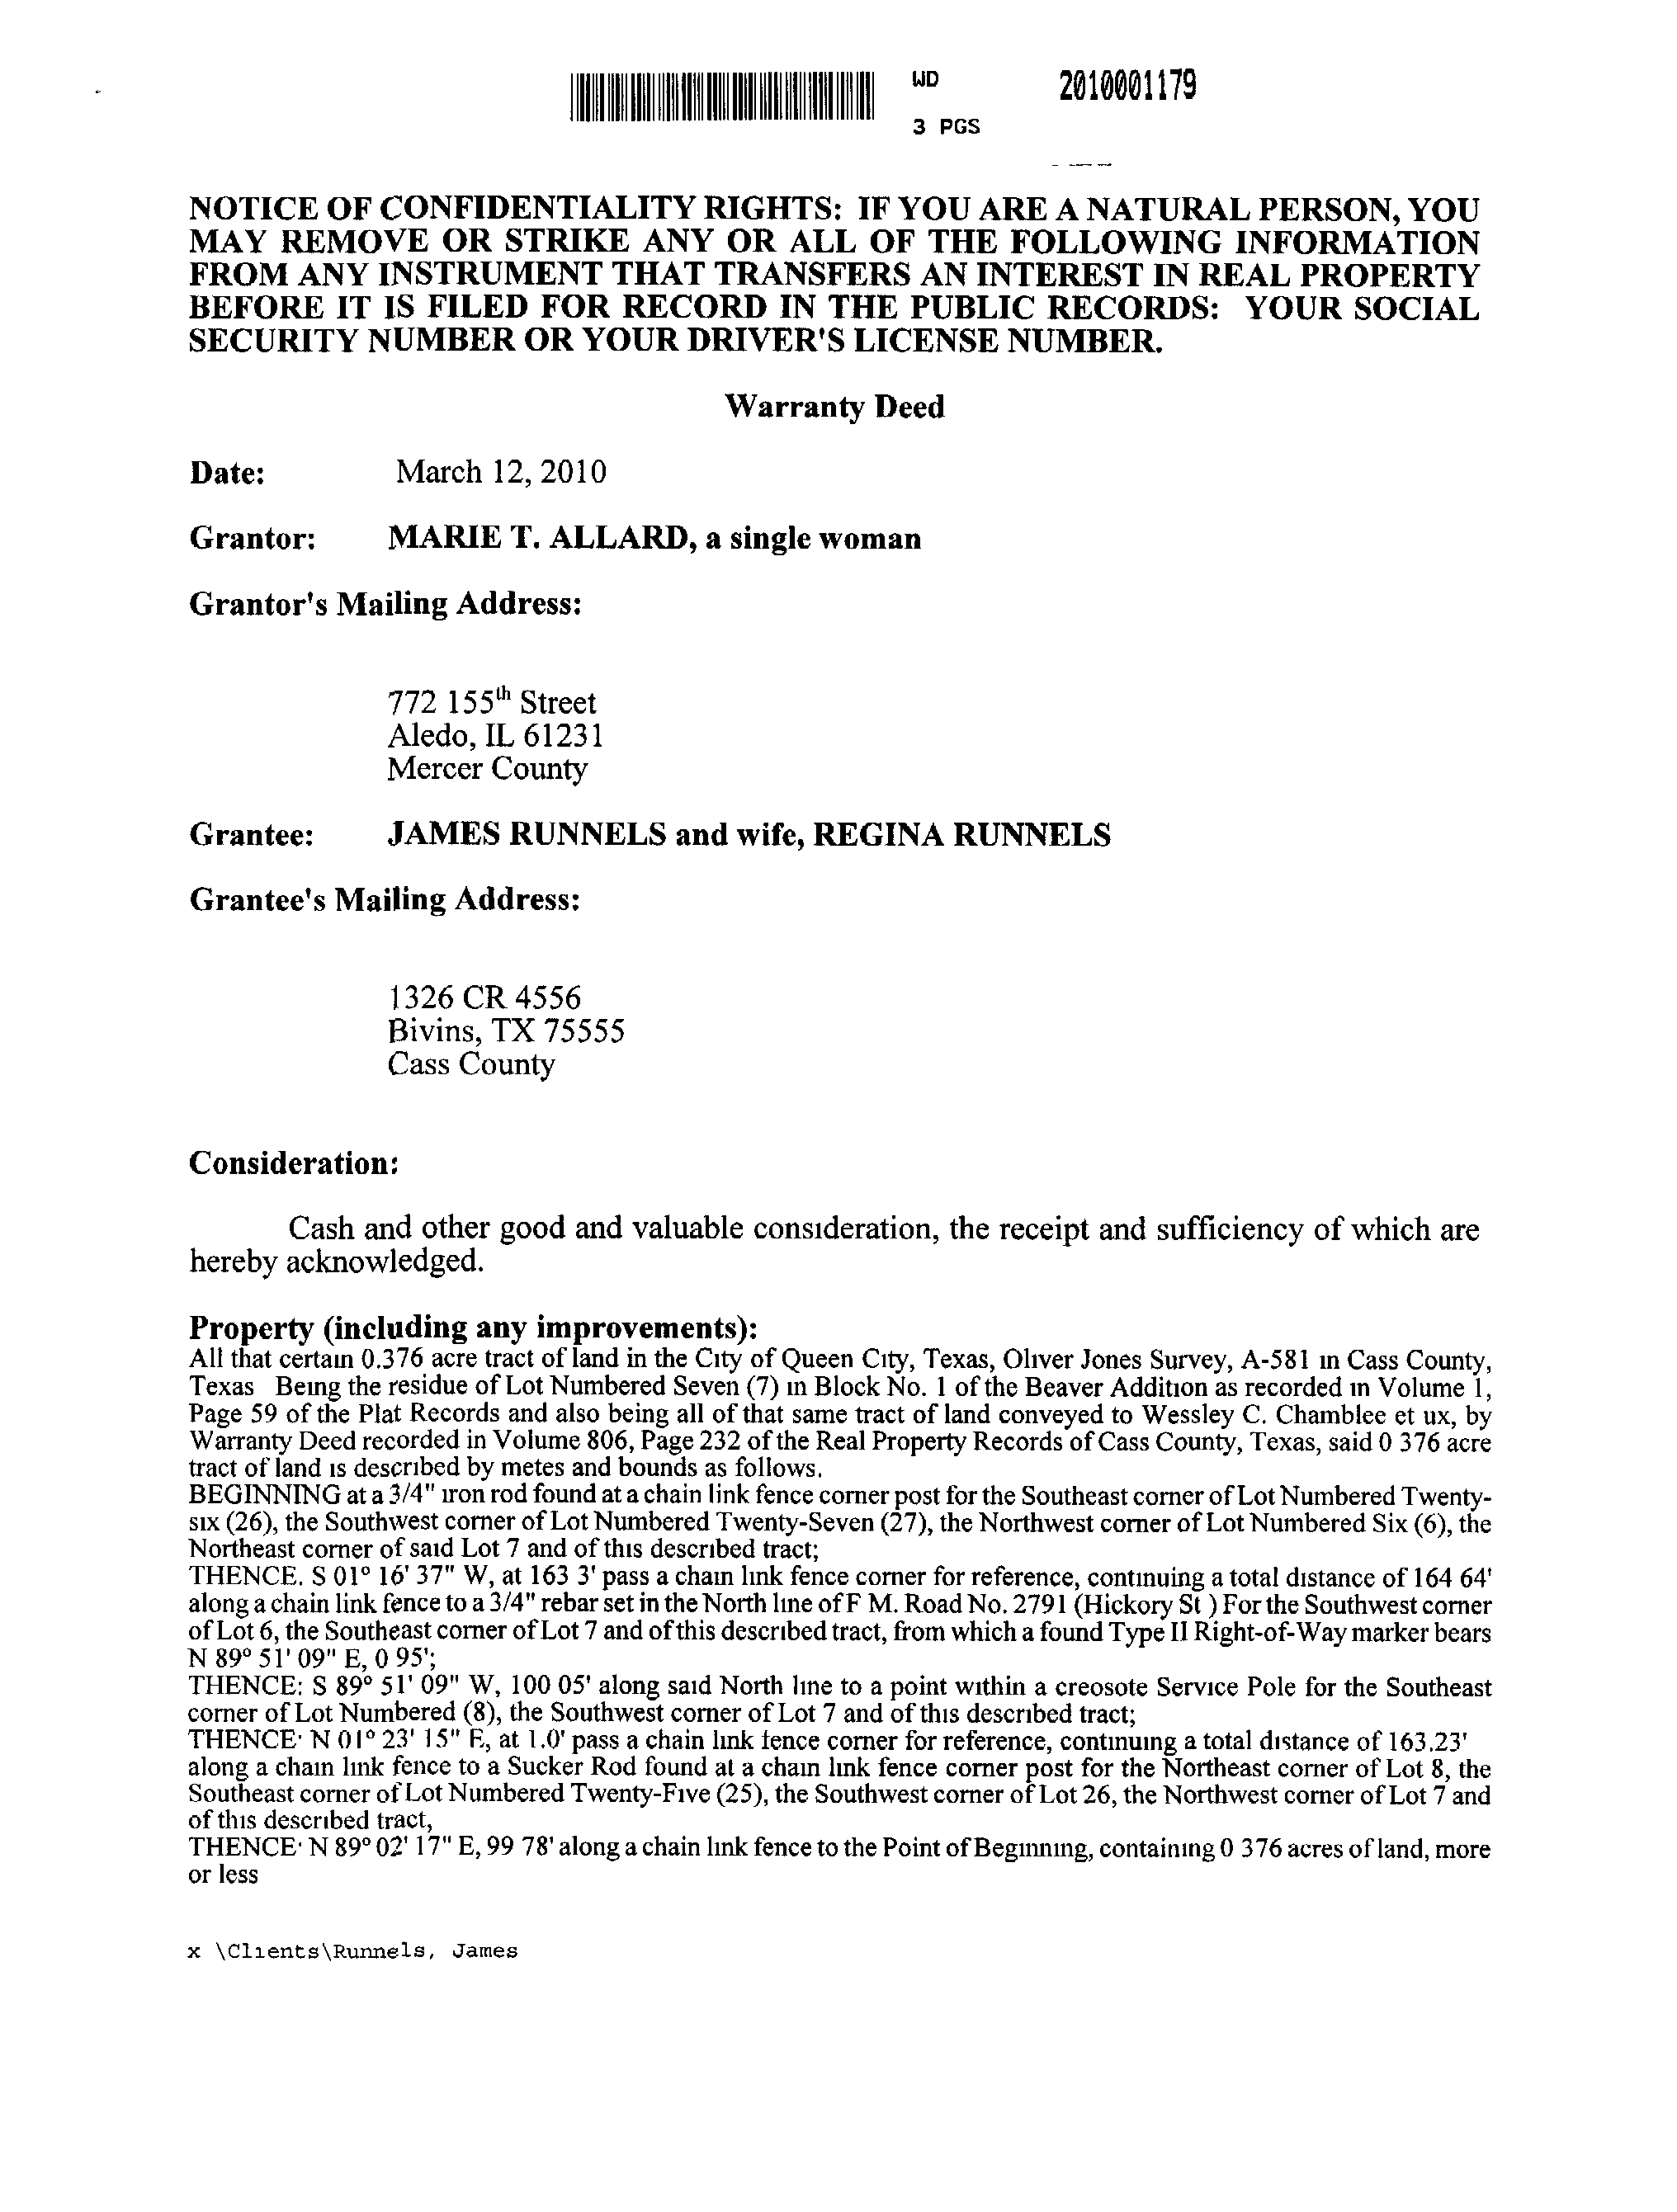 WD 2010001179
3 PGS
NOTICE OF CONFIDENTIALITY RIGHTS: IF YOU ARE A NATURAL PERSON, YOU
MAY REMOVE OR STRIKE ANY OR ALL OF THE FOLLOWING INFORMATION
FROM ANY INSTRUMENT THAT TRANSFERS AN INTEREST IN REAL PROPERTY
BEFORE IT IS FILED FOR RECORD IN THE PUBLIC RECORDS: YOUR SOCIAL
SECURITY NUMBER OR YOUR DRIVER'S LICENSE NUMBER.
Warranty Deed
Date: March 12, 2010
Grantor: MARIE T. ALLARD, a single woman
Grantor's Mailing Address:
772 155th Street
Aledo, IL 61231
Mercer County
Grantee: JAMES RUNNELS and wife, REGINA RUNNELS
Grantee's Mailing Address:
1326 CR 4556
Bivins, TX 75555
Cass County
Consideration:
Cash and other good and valuable consideration, the receipt and sufficiency of which are
hereby acknowledged.
Property (including any improvements):
All that certain 0.376 acre tract of land in the City of Queen City, Texas, Oliver Jones Survey, A-581 in Cass County,
Texas Being the residue of Lot Numbered Seven (7) in Block No. 1 of the Beaver Addition as recorded in Volume 1,
Page 59 of the Plat Records and also being all of that same tract of land conveyed to Wessley C. Chamblee et ux, by
Warranty Deed recorded in Volume 806, Page 232 of the Real Property Records of Cass County, Texas, said 0 376 acre
tract of land is described by metes and bounds as follows.
BEGINNING at a 3/4" iron rod found at a chain link fence corner post for the Southeast corner of Lot Numbered Twenty-
six (26), the Southwest corner of Lot Numbered Twenty-Seven (27), the Northwest corner of Lot Numbered Six (6), the
Northeast corner of said Lot 7 and of this described tract;
THENCE. S 01° 16' 37" W, at 163 3' pass a chain link fence corner for reference, continuing a total distance of 164 64'
along a chain link fence to a 3/4" rebar set in the North line of F M. Road No. 2791 (Hickory St ) For the Southwest corner
of Lot 6, the Southeast corner of Lot 7 and of this described tract, from which a found Type II Right-of-Way marker bears
N 89° 51' 09" E, 0 95';
THENCE: S 89° 51' 09" W, 100 05' along said North line to a point within a creosote Service Pole for the Southeast
corner of Lot Numbered (8), the Southwest corner of Lot 7 and of this described tract;
THENCE· N 01° 23' 15" E, at 1.0' pass a chain link fence corner for reference, continuing a total distance of 163.23'
along a chain link fence to a Sucker Rod found at a chain link fence corner post for the Northeast corner of Lot 8, the
Southeast corner of Lot Numbered Twenty-Five (25), the Southwest corner of Lot 26, the Northwest corner of Lot 7 and
of this described tract,
THENCE· N 89° 02' 17" E, 99 78' along a chain link fence to the Point of Beginning, containing 0 376 acres of land, more
or less
x \Clients\Runnels, James